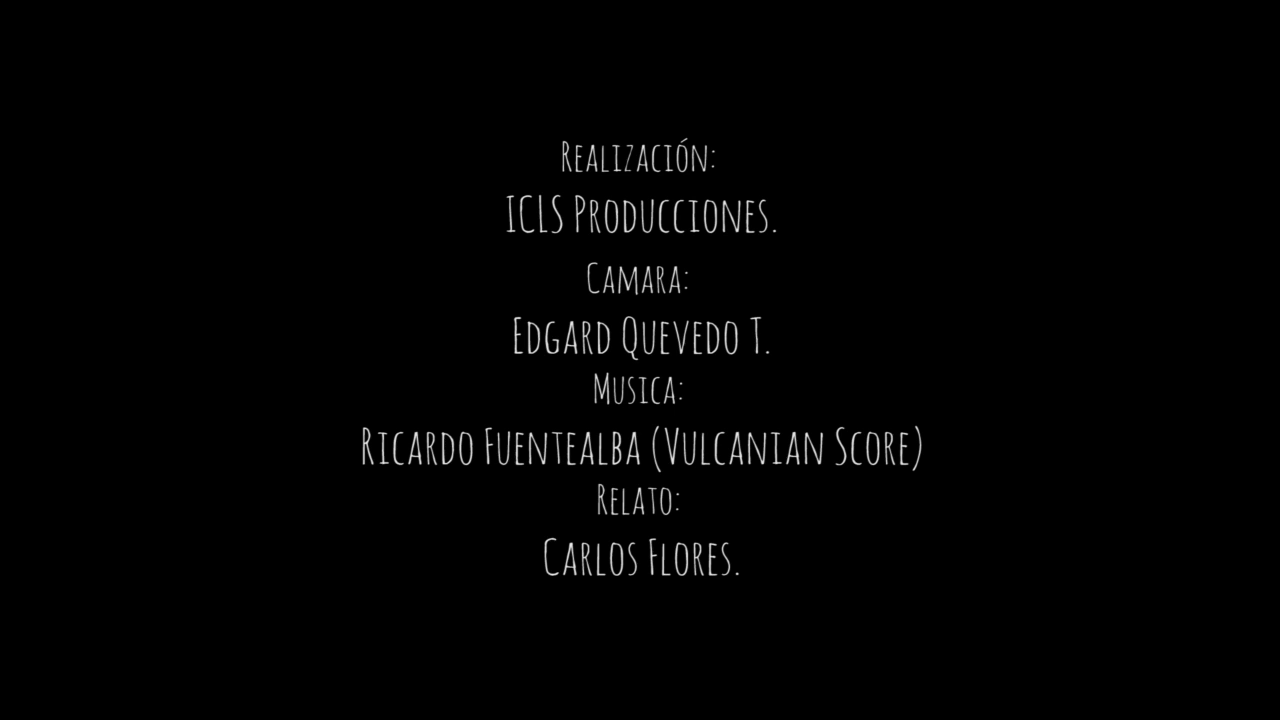 Realización:
ICLS Producciones.
Camara:
Edgard Quevedo T.
Musica:
Ricardo Fuentealba (Vulcanian Score)
Relato:
Carlos Flores.